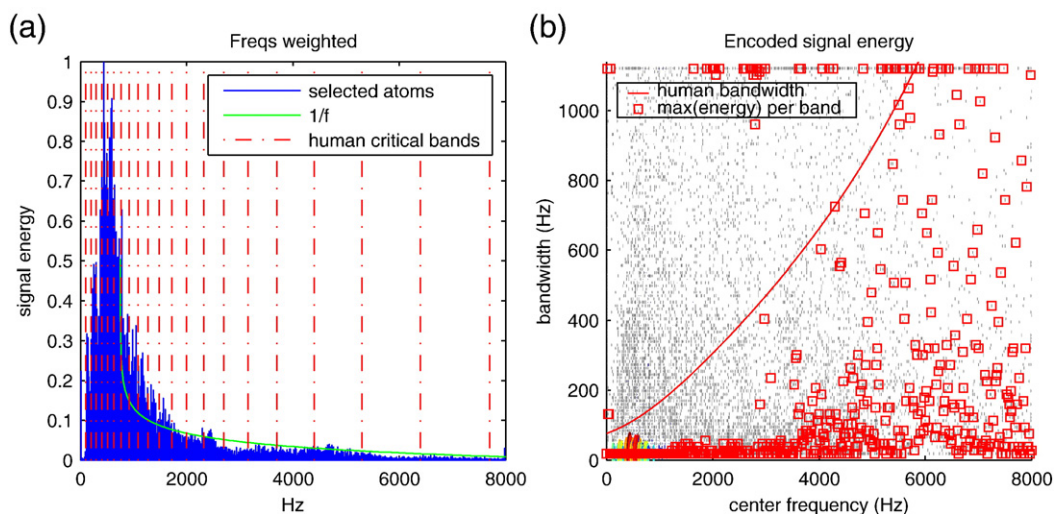 (a)
Freqs weighted
selected atoms
1/f
human critical bands
1
0.9
0.8
0.7
0.6
0.5
0.4
0.3
0.2
0.1
0
signal energy
0 2000 4000 6000 8000
Hz
(b)
Encoded signal energy
human bandwidth
max(energy) per band
1000
800
600
400
200
0
bandwidth (Hz)
0 2000 4000 6000 8000
center frequency (Hz)